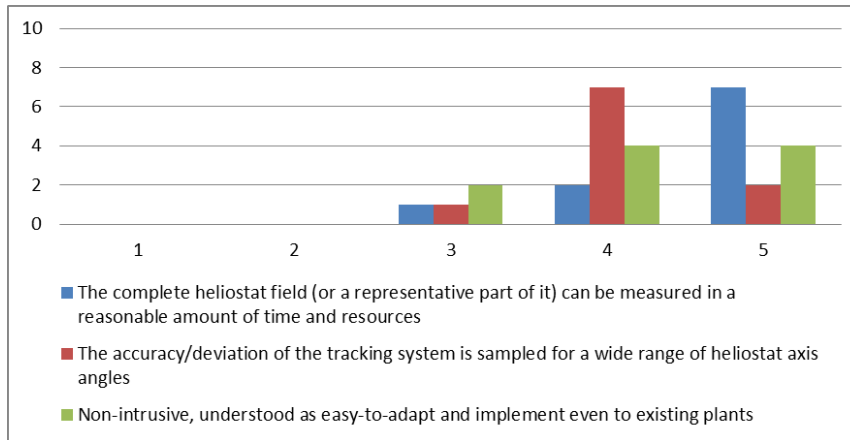 10
8
6
4
2
0
1 2 3 4 5
The complete heliostat field (or a representative part of it) can be measured in a
reasonable amount of time and resources
The accuracy/deviation of the tracking system is sampled for a wide range of heliostat axis
angles
Non-intrusive, understood as easy-to-adapt and implement even to existing plants